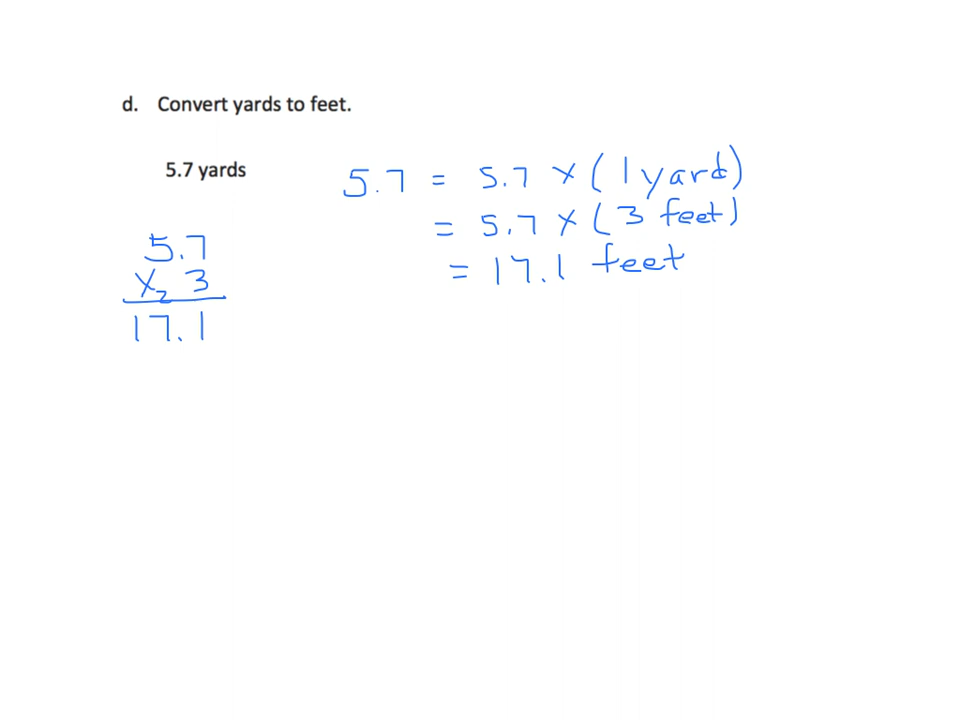 d. Convert yards to feet.
5.7 yards
5.7 = 5.7 × ( 1 yard)
= 5.7 × ( 3 feet)
= 17.1 feet
5.7
×2 3
17.1